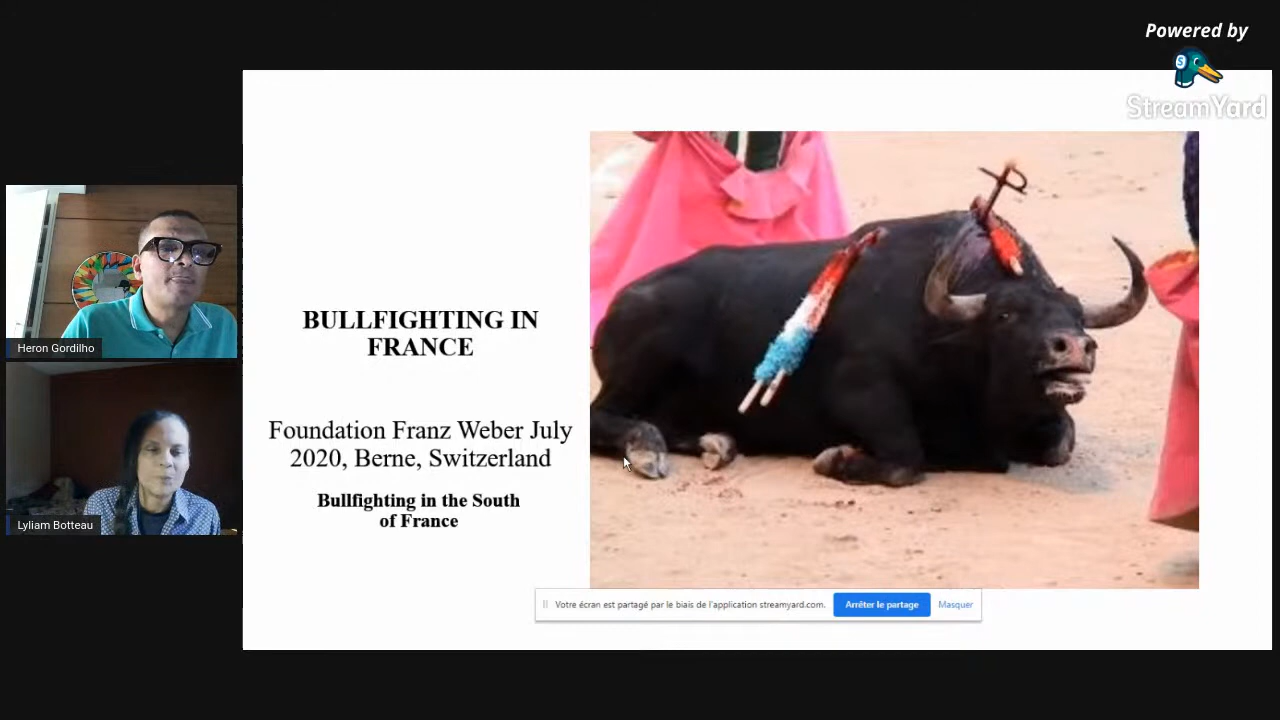 Powered by
StreamYard
Heron Gordilho
Lyliam Botteau
BULLFIGHTING IN
FRANCE
Foundation Franz Weber July
2020, Berne, Switzerland
Bullfighting in the South
of France
Votre écran est partagé par le biais de l'application streamyard.com.
Arrêter le partage
Masquer